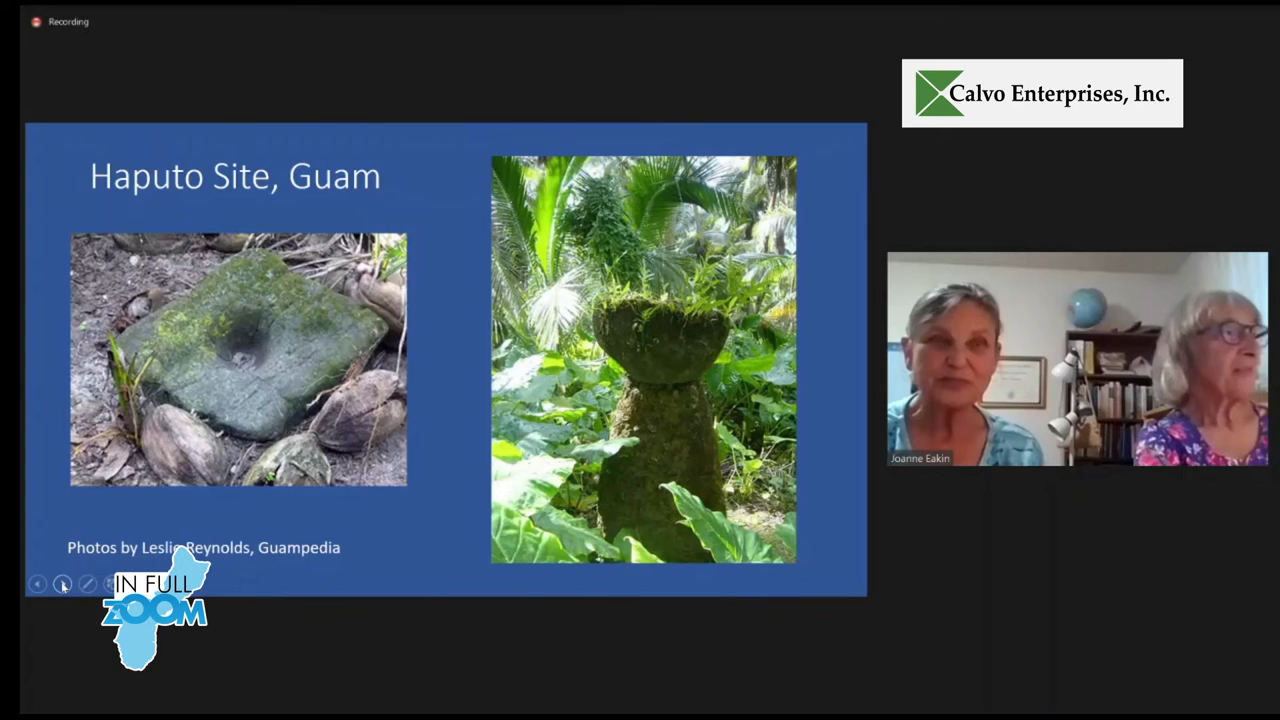 Recording
Calvo Enterprises, Inc.
Haputo Site, Guam
Photos by Leslie Reynolds, Guampedia
IN FULL
ZOOM
Joanne Eakin